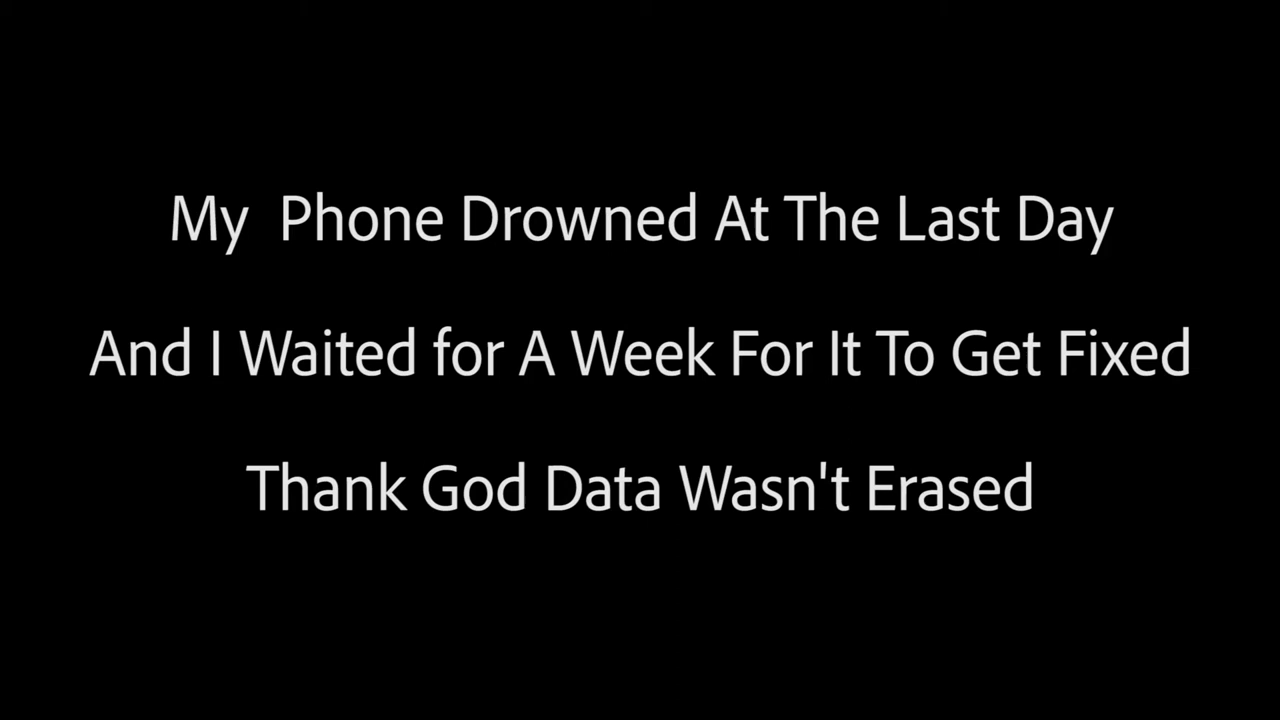 My  Phone Drowned At The Last Day
And I Waited for A Week For It To Get Fixed
Thank God Data Wasn't Erased